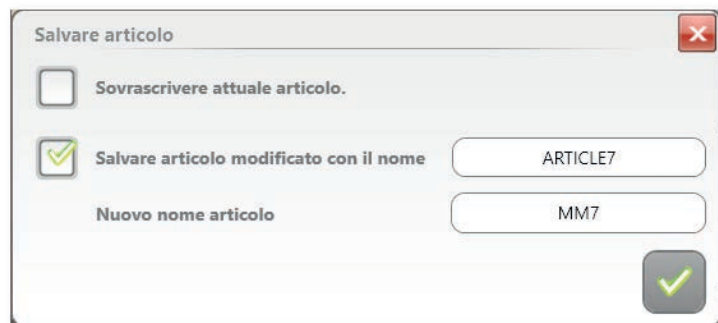 Salvare articolo
Sovrascrivere attuale articolo.
Salvare articolo modificato con il nome ARTICLE7
Nuovo nome articolo MM7